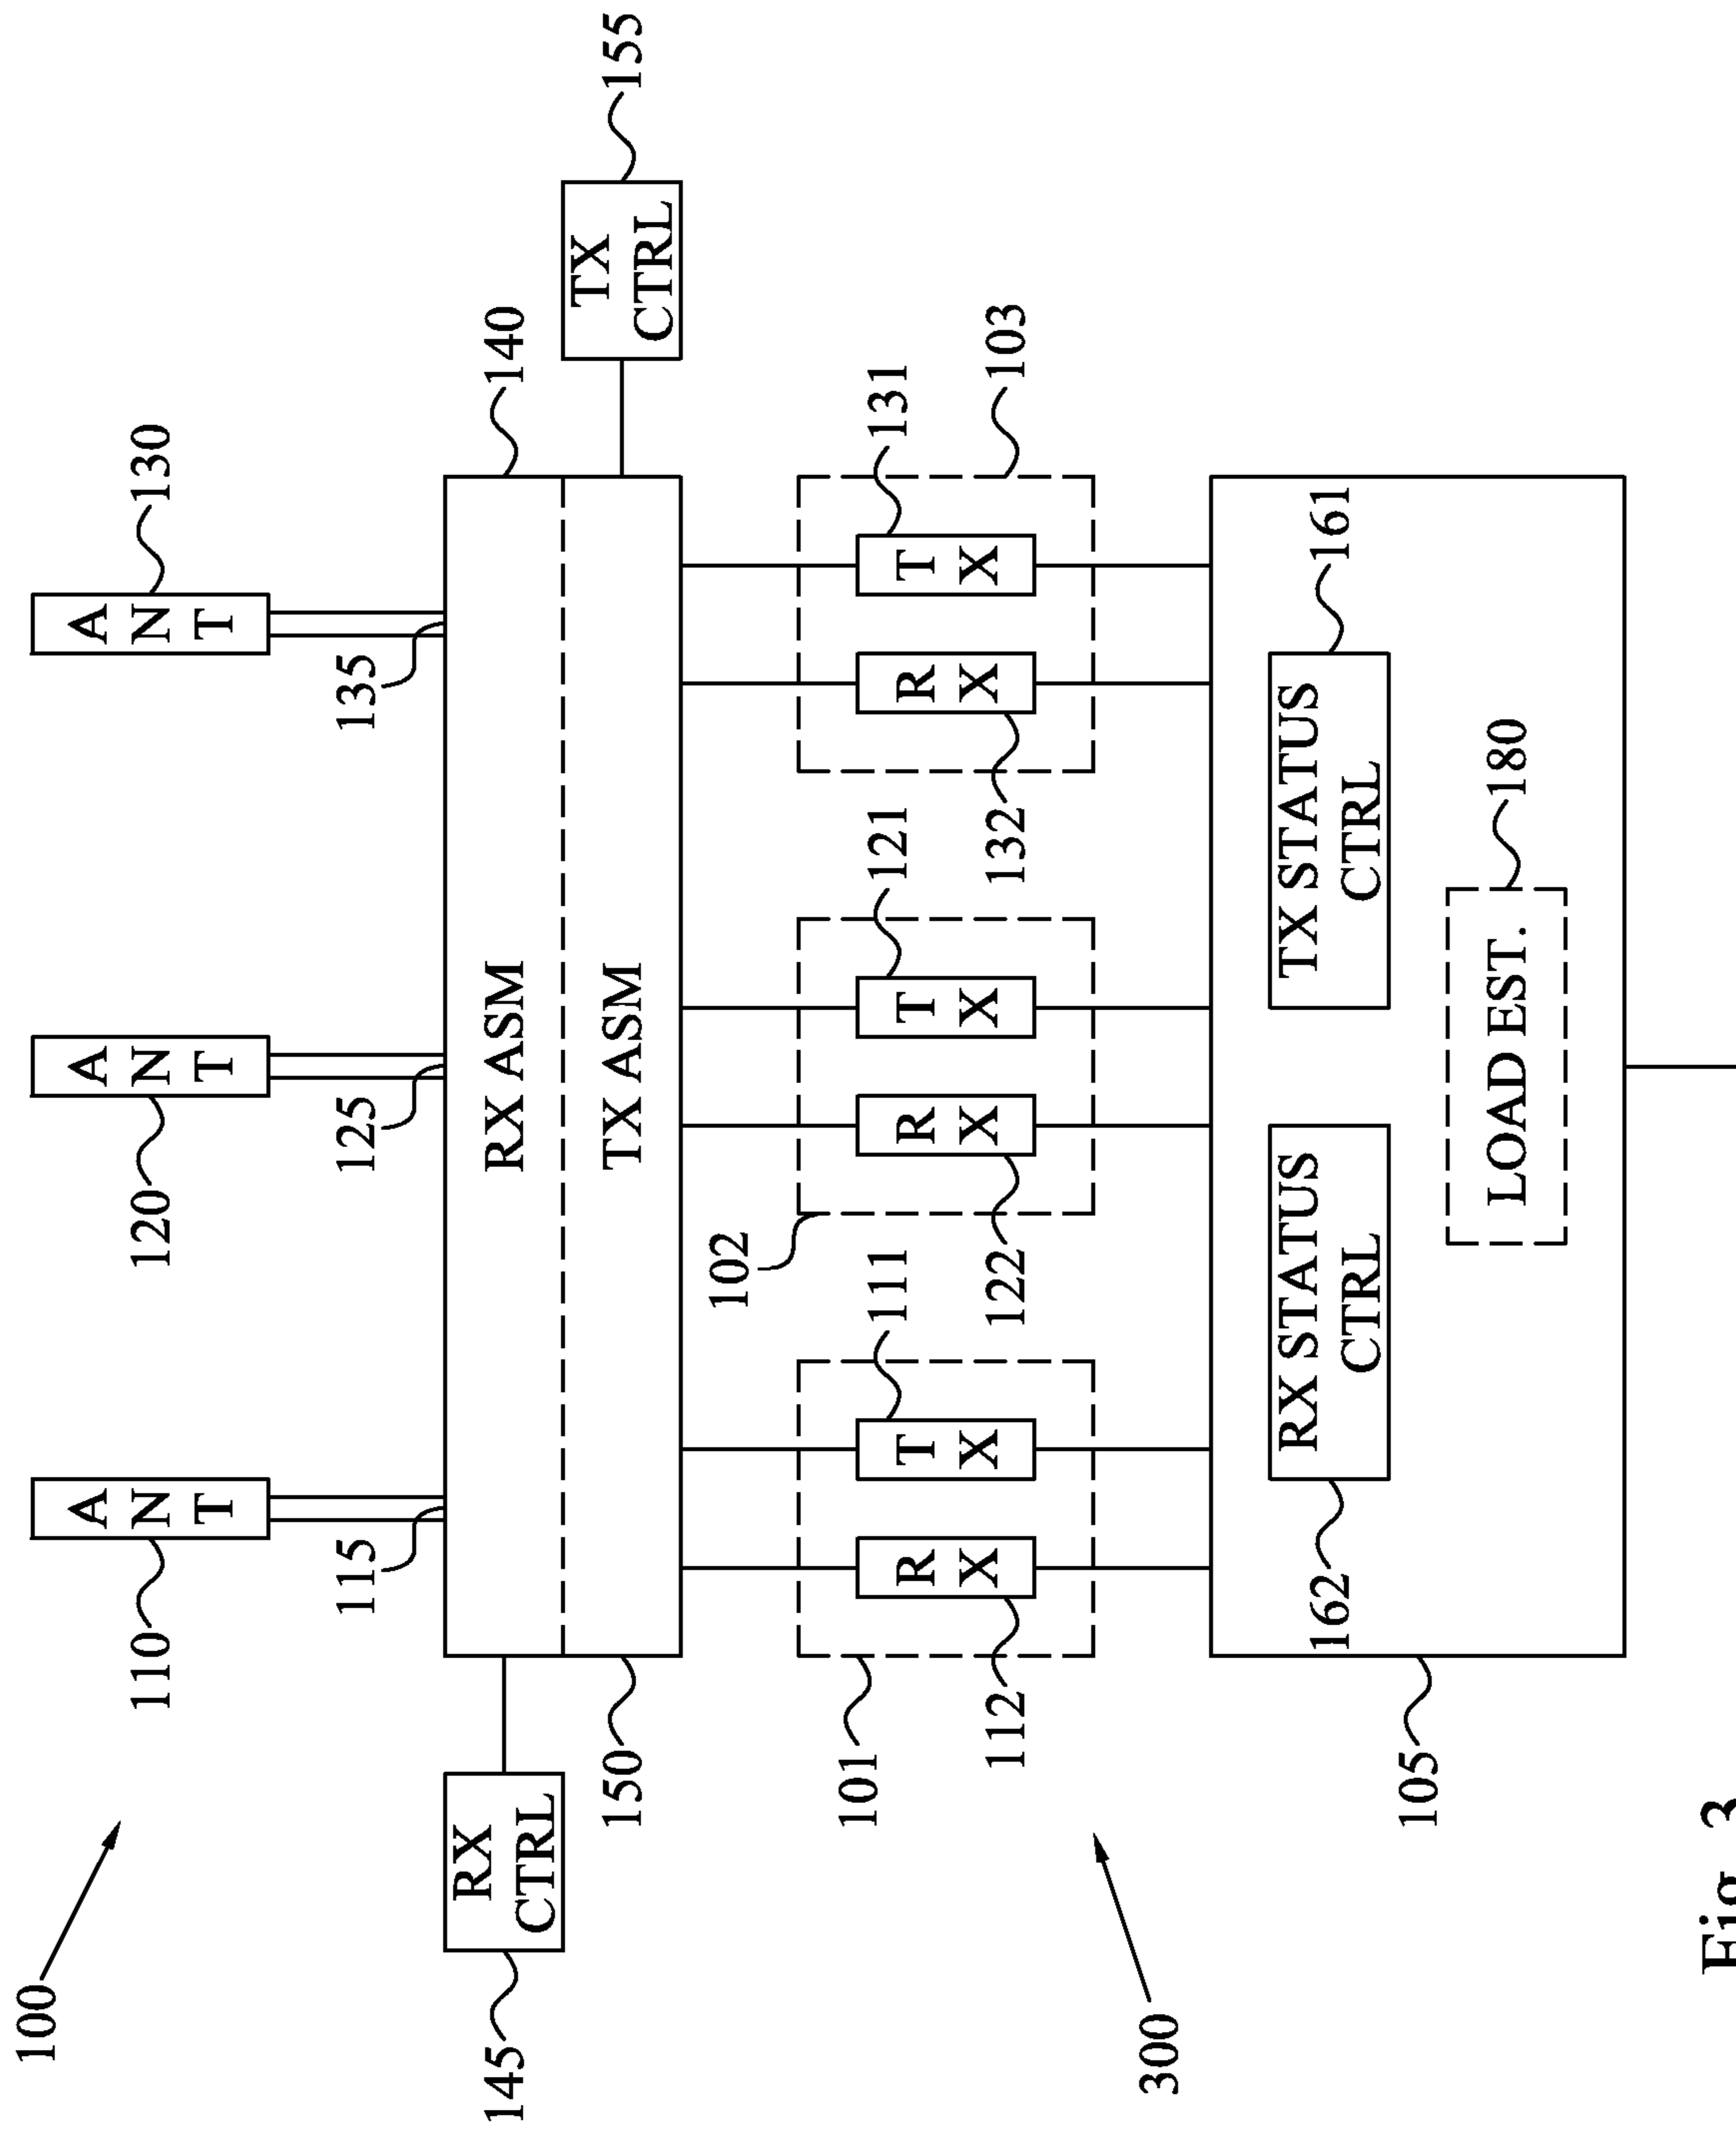 100
110
ANT
120
ANT
130
ANT
115
125
135
145
RX
CTRL
RX ASM
140
150
TX ASM
TX
CTRL
155
102
101
112
RX
TX
111
122
RX
TX
121
132
RX
TX
131
103
300
105
162
RX STATUS
CTRL
TX STATUS
CTRL
161
LOAD EST.
180
Fig. 3